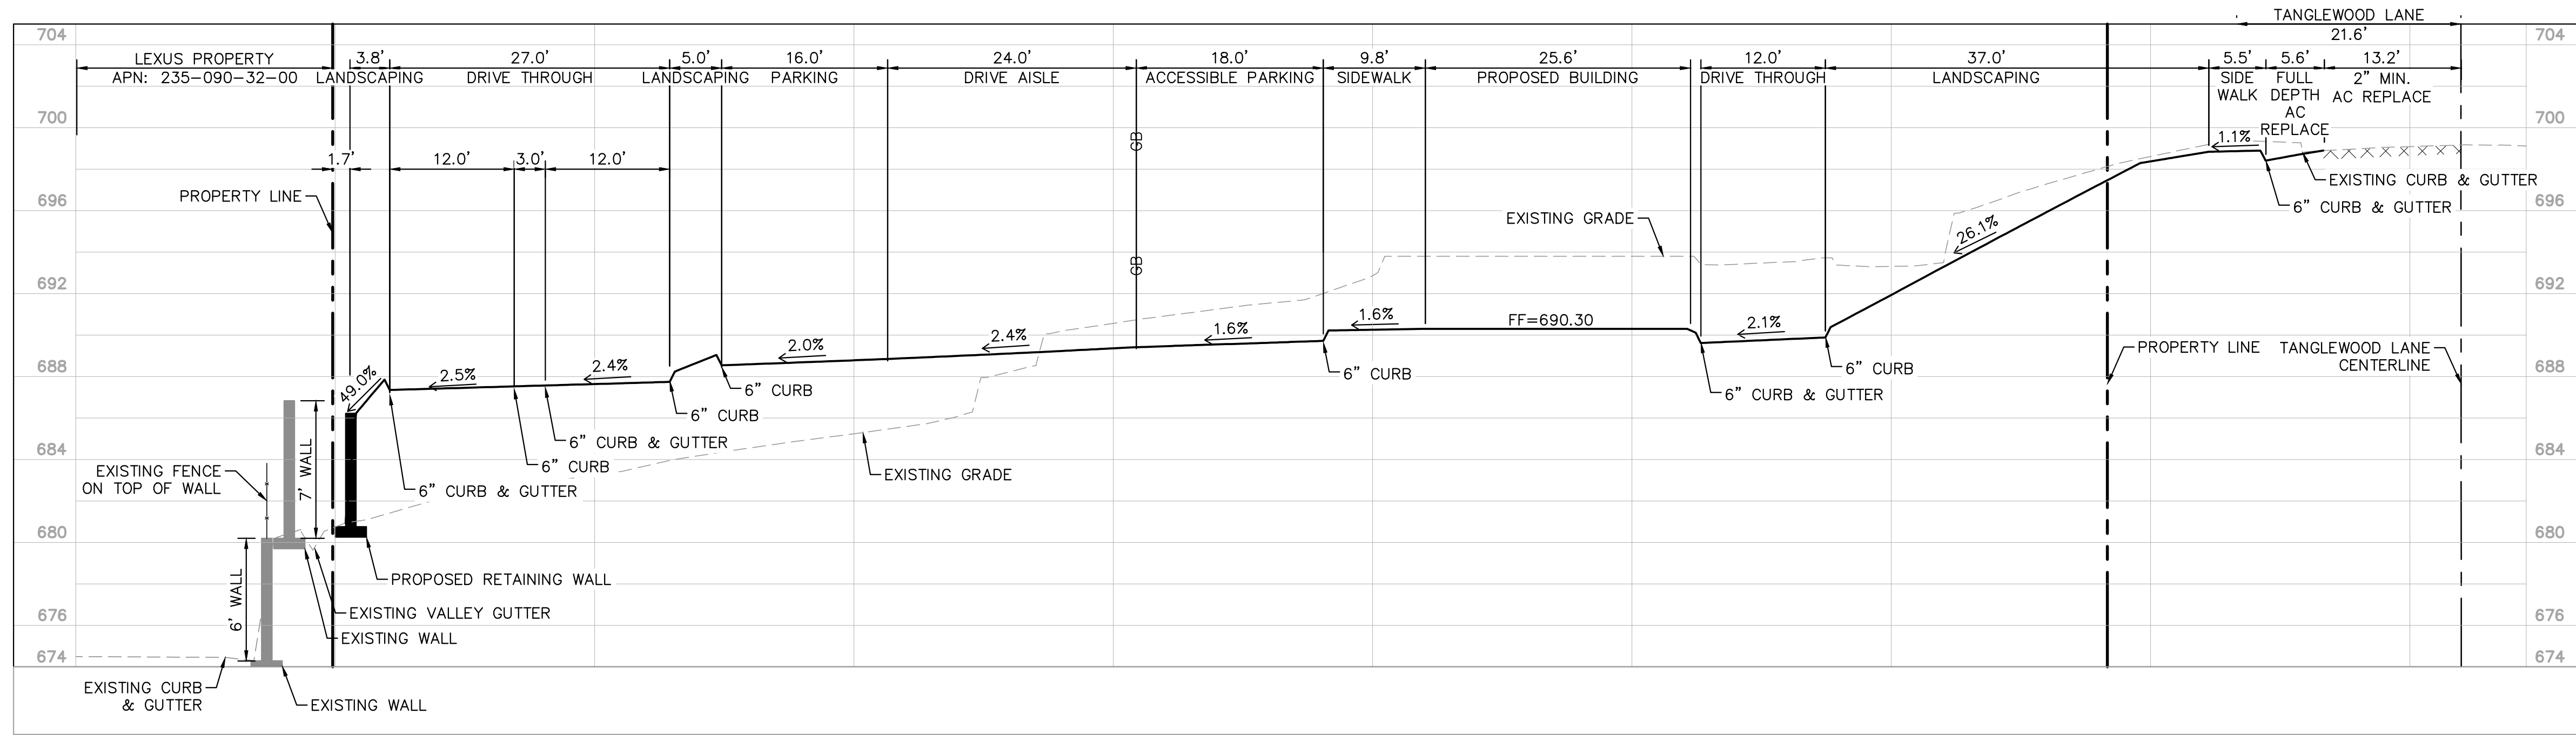 TANGLEWOOD LANE
704
21.6'
704
LEXUS PROPERTY
3.8'
27.0'
5.0'
16.0'
24.0'
18.0'
9.8'
25.6'
12.0'
37.0'
5.5'
5.6'
13.2'
APN: 235-090-32-00
LANDSCAPING
DRIVE THROUGH
LANDSCAPING
PARKING
DRIVE AISLE
ACCESSIBLE PARKING
SIDEWALK
PROPOSED BUILDING
DRIVE THROUGH
LANDSCAPING
SIDE
WALK
FULL
DEPTH
AC
REPLACE
2" MIN.
AC REPLACE
700
700
GB
1.1%
1.7'
12.0'
3.0'
12.0'
EXISTING CURB & GUTTER
PROPERTY LINE
696
696
6" CURB & GUTTER
EXISTING GRADE
26.1%
GB
692
692
1.6%
FF=690.30
2.1%
1.6%
2.4%
2.0%
PROPERTY LINE
TANGLEWOOD LANE
CENTERLINE
688
688
2.4%
2.5%
49.0%
6" CURB
6" CURB
6" CURB
6" CURB & GUTTER
6" CURB
6" CURB & GUTTER
684
684
7' WALL
6" CURB
EXISTING FENCE
ON TOP OF WALL
EXISTING GRADE
6" CURB & GUTTER
680
680
PROPOSED RETAINING WALL
6' WALL
EXISTING VALLEY GUTTER
676
676
EXISTING WALL
674
674
EXISTING CURB
& GUTTER
EXISTING WALL